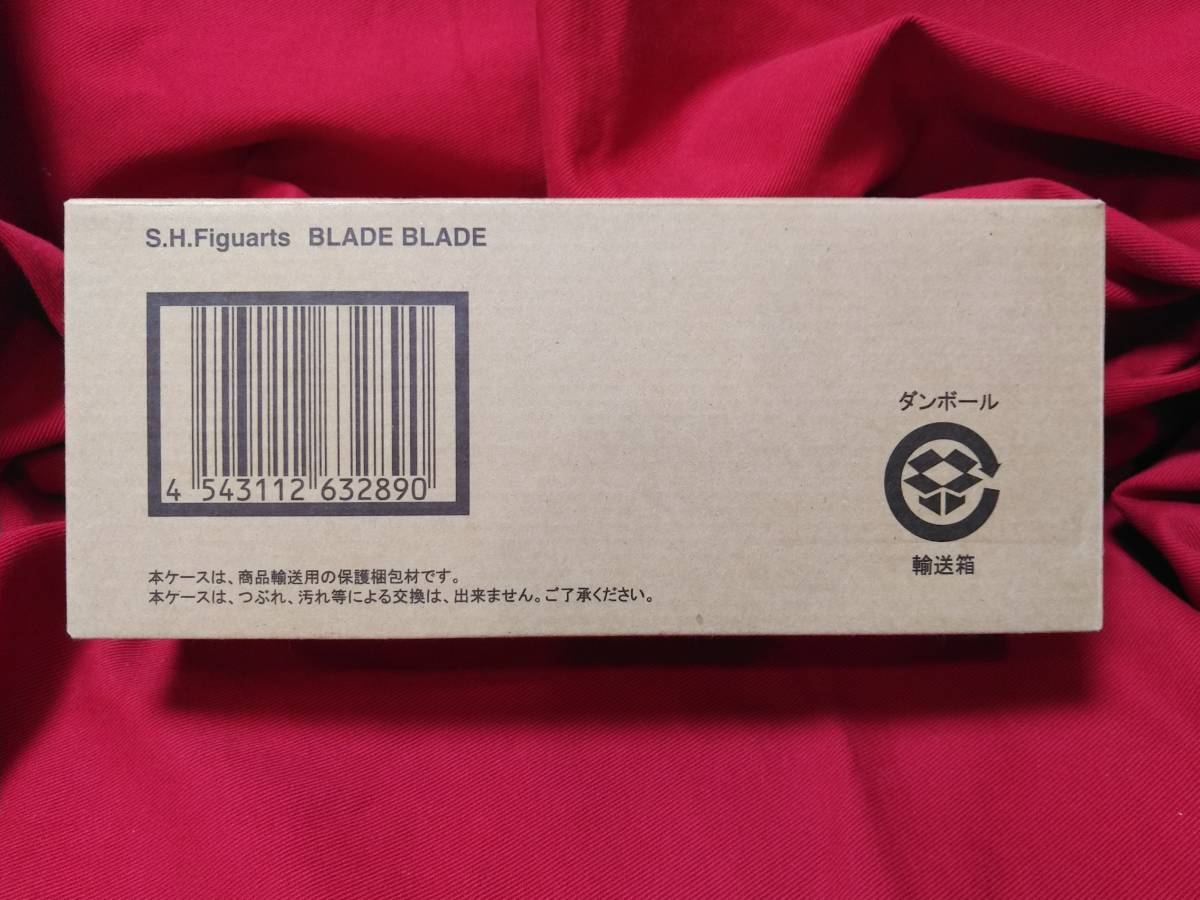 S.H.Figuarts BLADE BLADE
4 543112 632890
ダンボール
輸送箱
本ケースは、商品輸送用の保護梱包材です。
本ケースは、つぶれ、汚れ等による交換は、出来ません。ご了承ください。